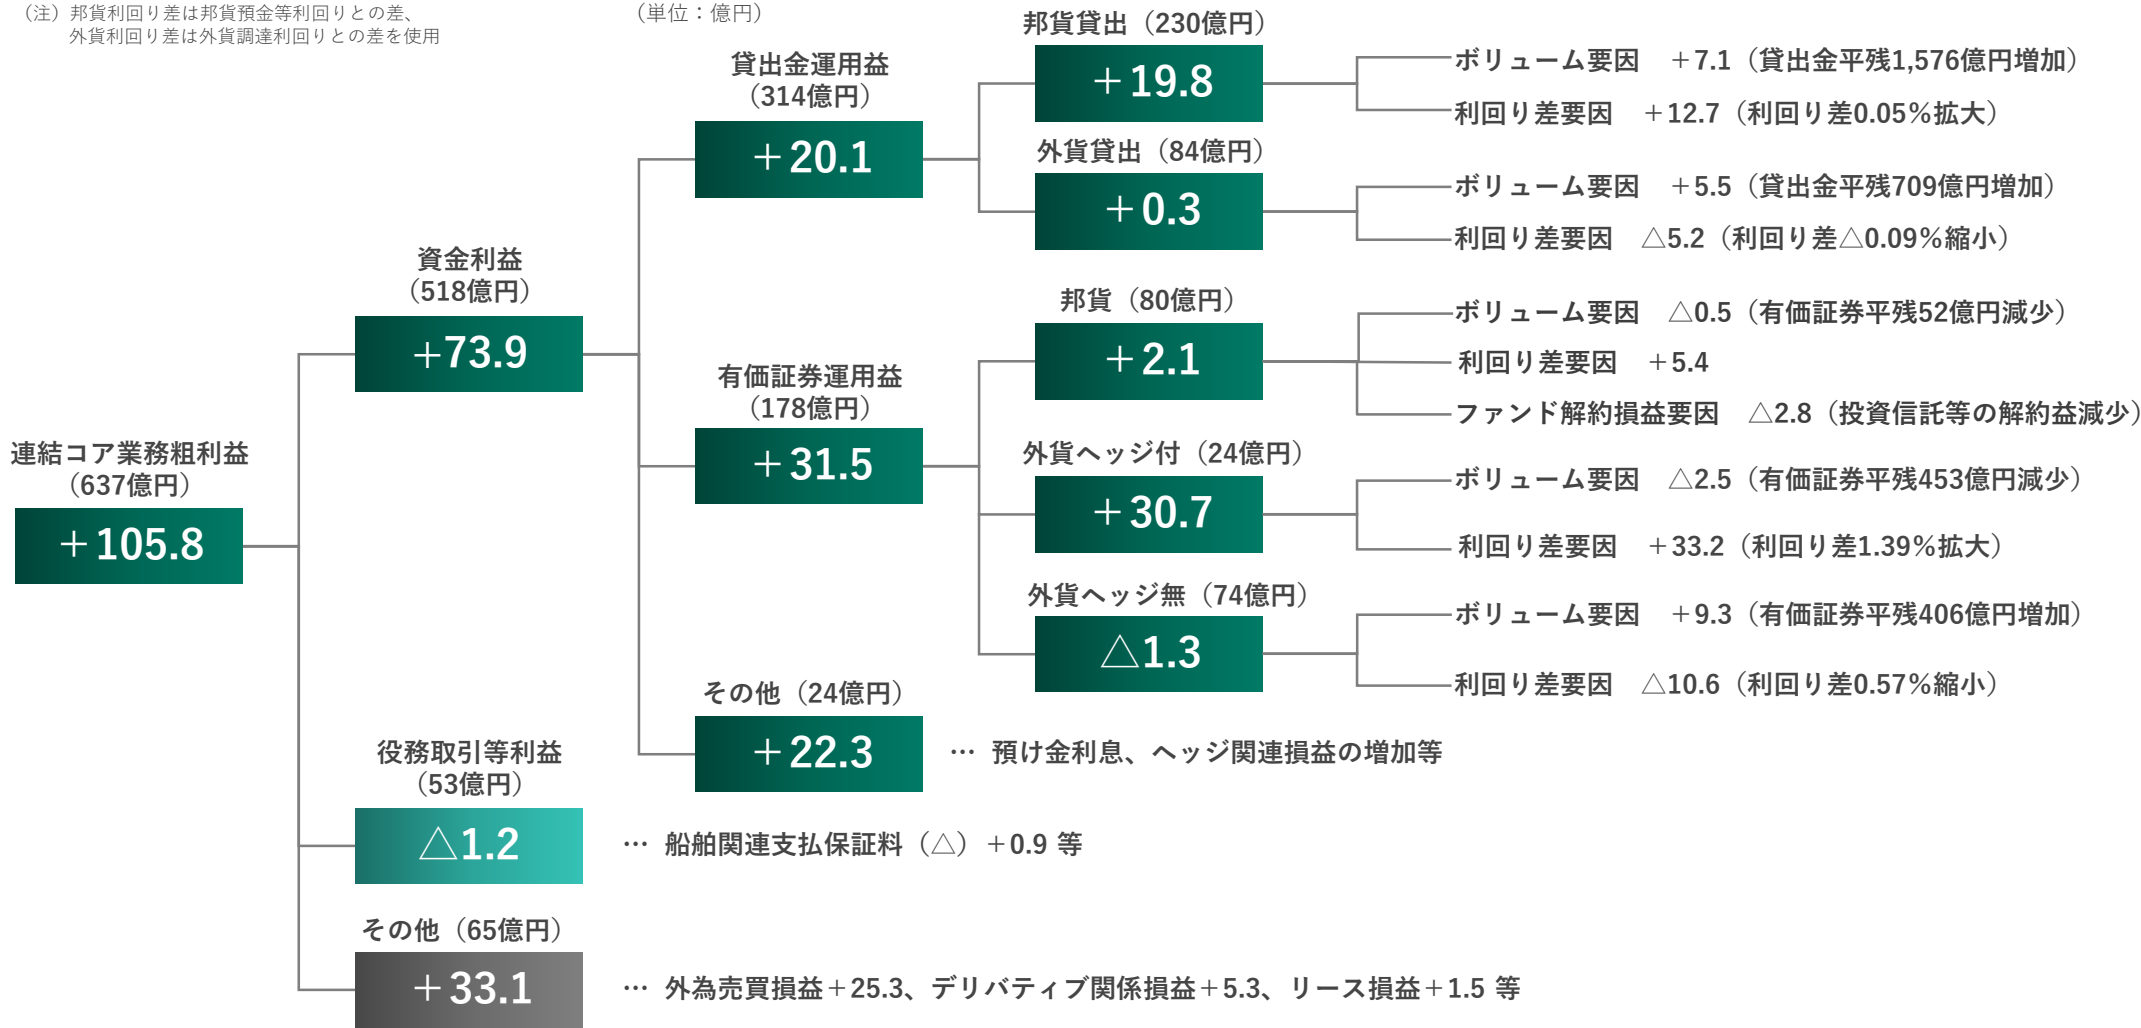 （注）邦貨利回り差は邦貨預金等利回りとの差、
外貨利回り差は外貨調達利回りとの差を使用
（単位：億円）
連結コア業務粗利益
（637億円）
＋105.8
資金利益
（518億円）
＋73.9
貸出金運用益
（314億円）
＋20.1
邦貨貸出（230億円）
＋19.8
ボリューム要因　＋7.1（貸出金平残1,576億円増加）
利回り差要因　＋12.7（利回り差0.05％拡大）
外貨貸出（84億円）
＋0.3
ボリューム要因　＋5.5（貸出金平残709億円増加）
利回り差要因　△5.2（利回り差△0.09％縮小）
有価証券運用益
（178億円）
＋31.5
邦貨（80億円）
＋2.1
ボリューム要因　△0.5（有価証券平残52億円減少）
利回り差要因　＋5.4
ファンド解約損益要因　△2.8（投資信託等の解約益減少）
外貨ヘッジ付（24億円）
＋30.7
ボリューム要因　△2.5（有価証券平残453億円減少）
利回り差要因　＋33.2（利回り差1.39％拡大）
外貨ヘッジ無（74億円）
△1.3
ボリューム要因　＋9.3（有価証券平残406億円増加）
利回り差要因　△10.6（利回り差0.57％縮小）
その他（24億円）
＋22.3
… 預け金利息、ヘッジ関連損益の増加等
役務取引等利益
（53億円）
△1.2
… 船舶関連支払保証料（△）＋0.9 等
その他（65億円）
＋33.1
… 外為売買損益＋25.3、デリバティブ関係損益＋5.3、リース損益＋1.5 等